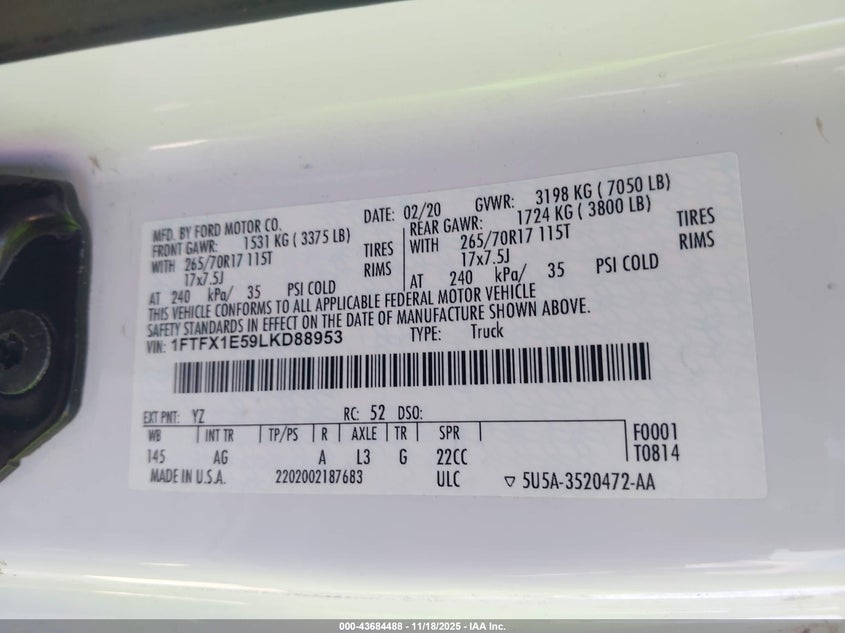 MFD. BY FORD MOTOR CO.
DATE: 02/20 GVWR: 3198 KG ( 7050 LB)
FRONT GAWR: 1531 KG ( 3375 LB)
WITH 265/70R17 115T TIRES
17x7.5J RIMS
AT 240 kPa/ 35 PSI COLD
REAR GAWR: 1724 KG ( 3800 LB)
WITH 265/70R17 115T TIRES
17x7.5J RIMS
AT 240 kPa/ 35 PSI COLD
THIS VEHICLE CONFORMS TO ALL APPLICABLE FEDERAL MOTOR VEHICLE
SAFETY STANDARDS IN EFFECT ON THE DATE OF MANUFACTURE SHOWN ABOVE.
VIN: 1FTFX1E59LKD88953 TYPE: Truck
EXT PNT: YZ RC: 52 DSO:
WB INT TR TP/PS R AXLE TR SPR F0001
145 AG A L3 G 22CC T0814
MADE IN U.S.A. 2202002187683 ULC ▽ 5U5A-3520472-AA
000-43684488 - 11/18/2025 - IAA Inc.